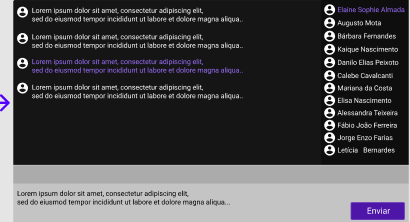 Lorem ipsum dolor sit amet, consectetur adipiscing elit,
sed do eiusmod tempor incididunt ut labore et dolore magna aliqua..
Lorem ipsum dolor sit amet, consectetur adipiscing elit,
sed do eiusmod tempor incididunt ut labore et dolore magna aliqua..
Lorem ipsum dolor sit amet, consectetur adipiscing elit,
sed do eiusmod tempor incididunt ut labore et dolore magna aliqua..
Lorem ipsum dolor sit amet, consectetur adipiscing elit,
sed do eiusmod tempor incididunt ut labore et dolore magna aliqua..
Elaine Sophie Almada
Augusto Mota
Bárbara Fernandes
Kaique Nascimento
Danilo Elias Peixoto
Calebe Cavalcanti
Mariana da Costa
Elisa Nascimento
Alessandra Teixeira
Fábio João Ferreira
Jorge Enzo Farias
Letícia Bernardes
Lorem ipsum dolor sit amet, consectetur adipiscing elit,
sed do eiusmod tempor incididunt ut labore et dolore magna aliqua...
Enviar